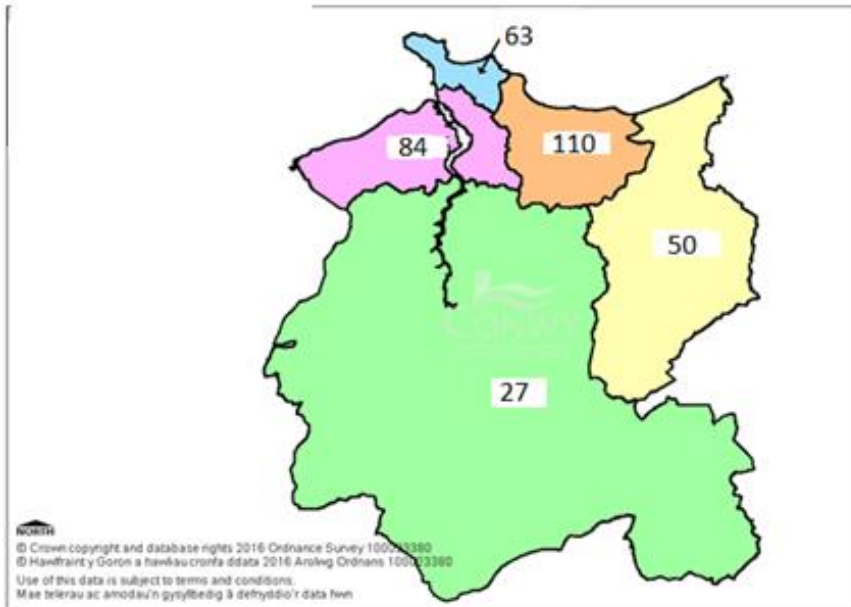 63
84
110
50
CONWY
27
NORTH
© Crown copyright and database rights 2016 Ordnance Survey 100023380
© Hawlfraint y Goron a hawliau cronfa ddata 2016 Arolwg Ordnans 100023380
Use of this data is subject to terms and conditions.
Mae telerau ac amodau'n gysylltiedig â defnyddio'r data hwn